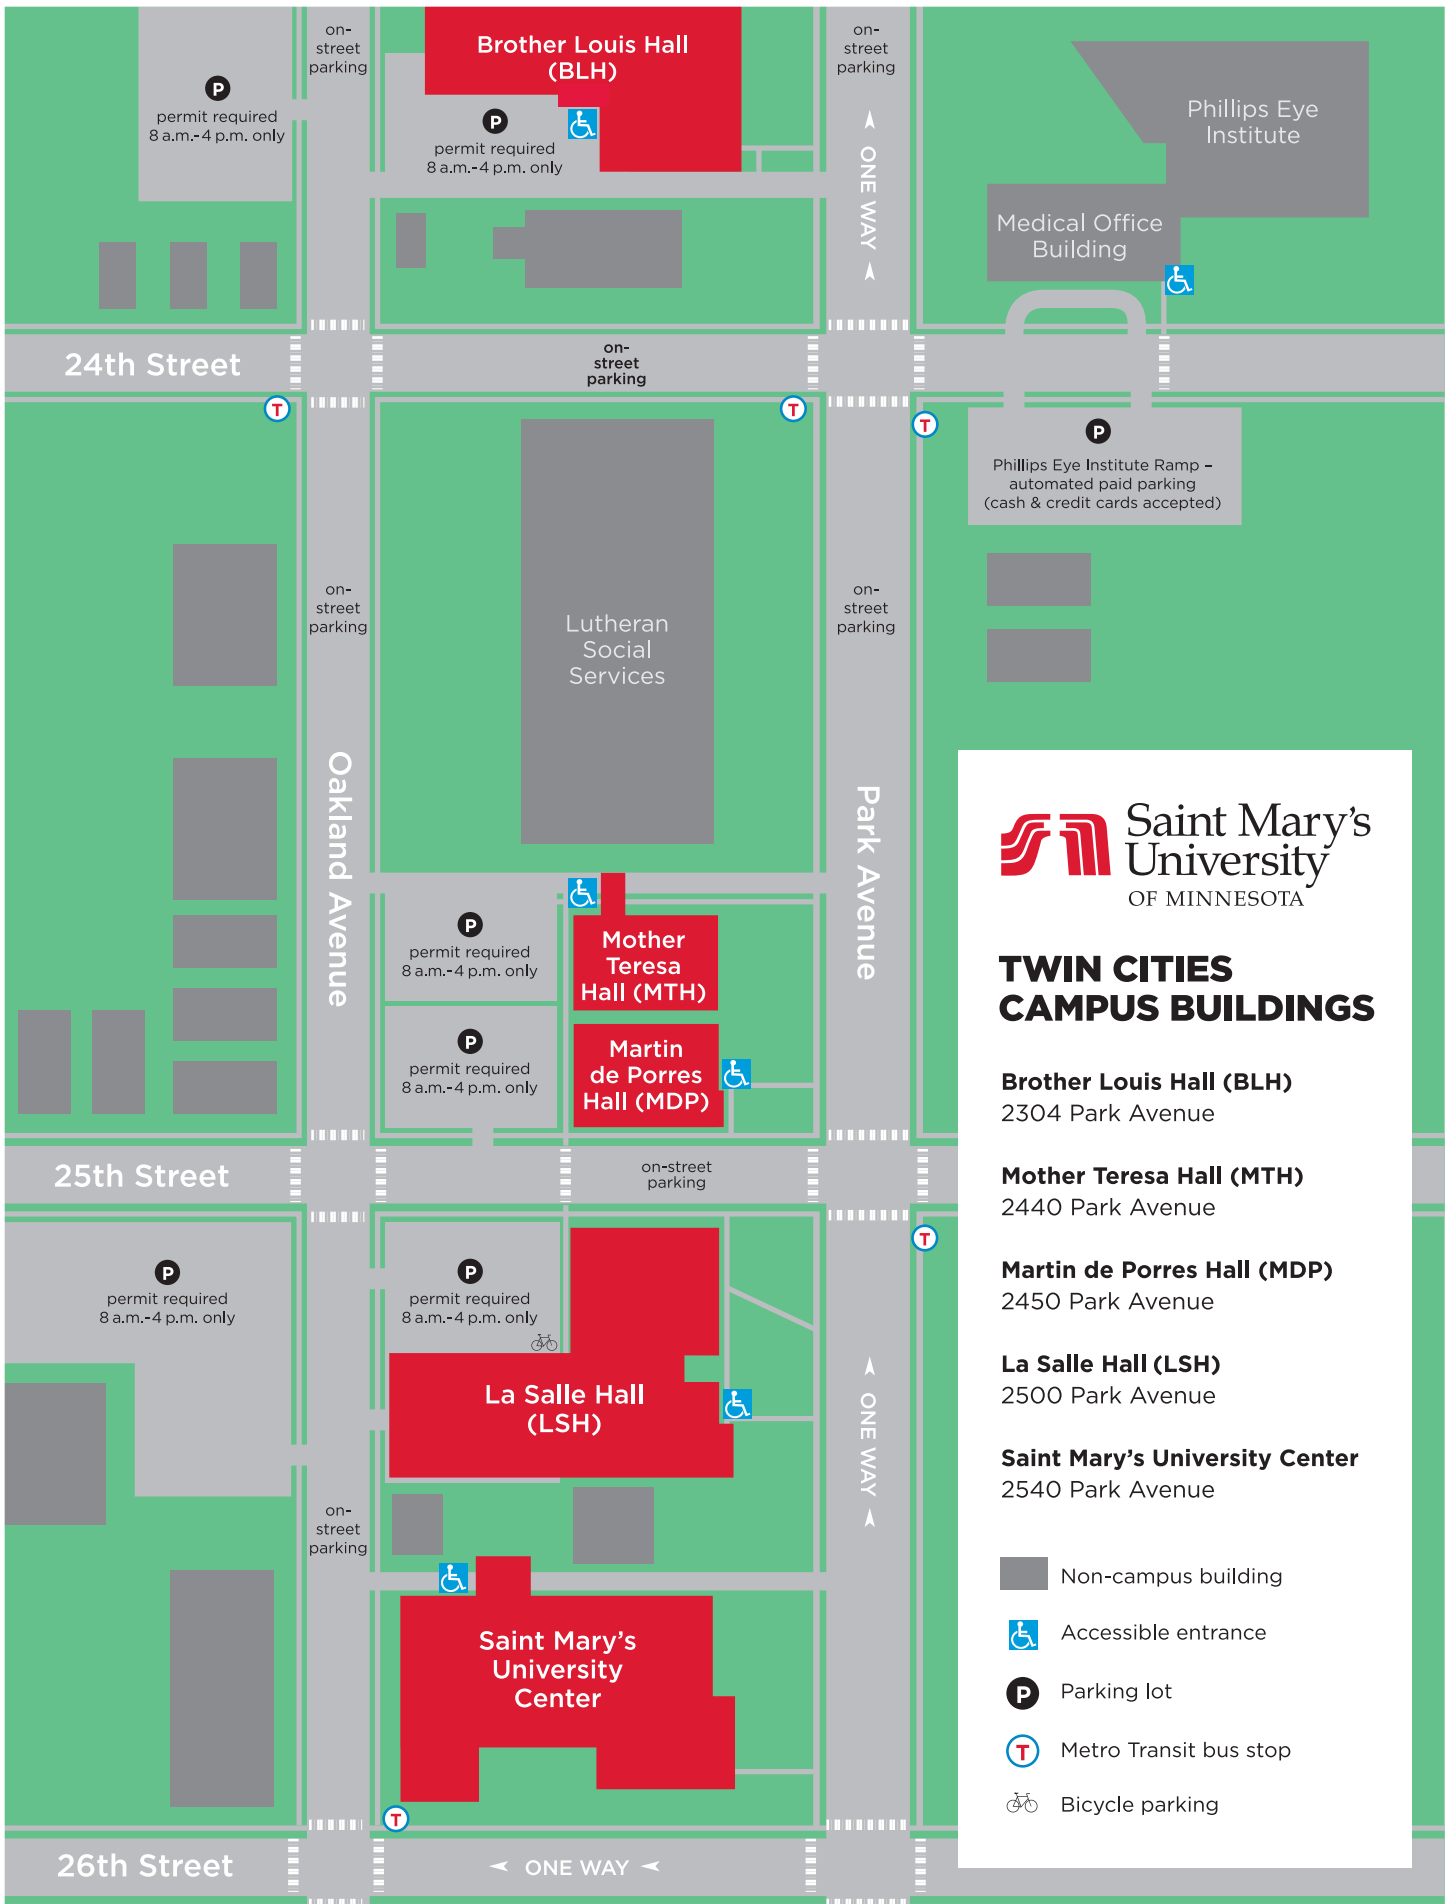 on-
street
parking
Brother Louis Hall
(BLH)
on-
street
parking
P
permit required
8 a.m.-4 p.m. only
P
permit required
8 a.m.-4 p.m. only
ONE WAY
Phillips Eye
Institute
Medical Office
Building
24th Street
on-
street
parking
T
T
T
P
Phillips Eye Institute Ramp –
automated paid parking
(cash & credit cards accepted)
on-
street
parking
on-
street
parking
Lutheran
Social
Services
Oakland Avenue
Park Avenue
P
permit required
8 a.m.-4 p.m. only
Mother
Teresa
Hall (MTH)
P
permit required
8 a.m.-4 p.m. only
Martin
de Porres
Hall (MDP)
25th Street
on-street
parking
T
P
permit required
8 a.m.-4 p.m. only
P
permit required
8 a.m.-4 p.m. only
La Salle Hall
(LSH)
ONE WAY
on-
street
parking
Saint Mary's
University
Center
T
26th Street
ONE WAY
Saint Mary's
University
OF MINNESOTA
TWIN CITIES
CAMPUS BUILDINGS
Brother Louis Hall (BLH)
2304 Park Avenue
Mother Teresa Hall (MTH)
2440 Park Avenue
Martin de Porres Hall (MDP)
2450 Park Avenue
La Salle Hall (LSH)
2500 Park Avenue
Saint Mary's University Center
2540 Park Avenue
Non-campus building
Accessible entrance
P Parking lot
T Metro Transit bus stop
Bicycle parking